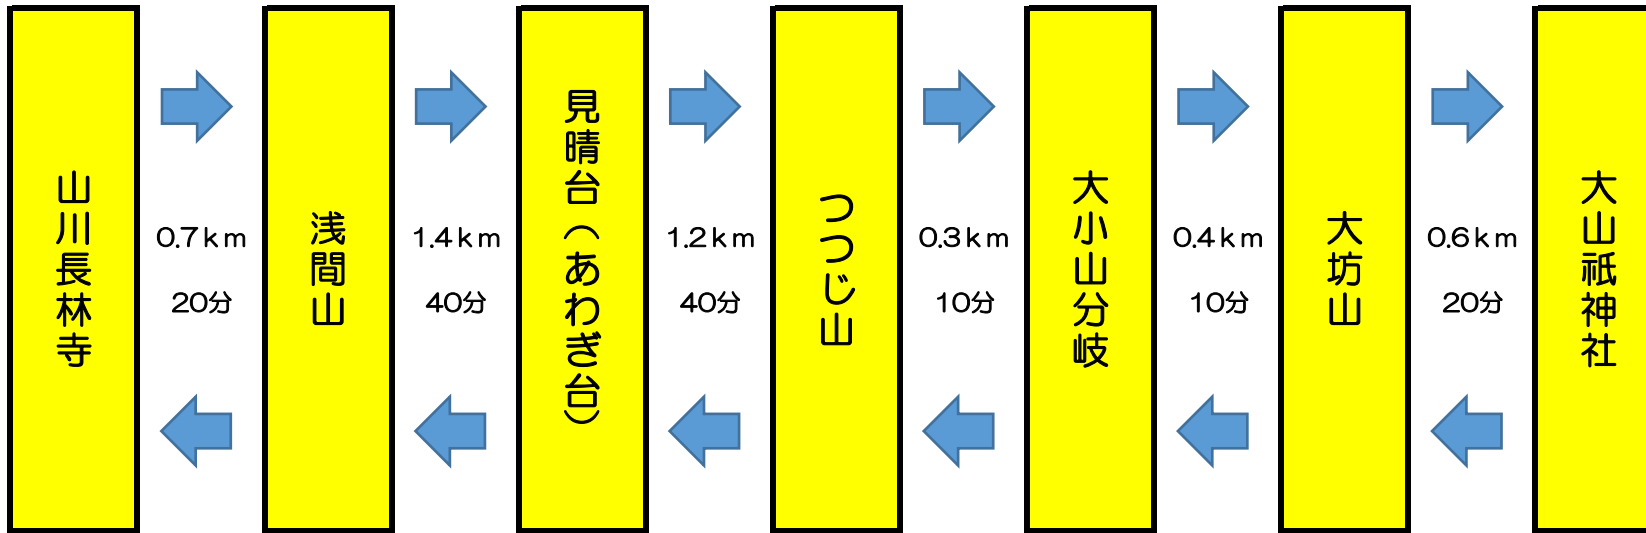 山川長林寺
0.7km
20分
浅間山
1.4km
40分
見晴台（あわぎ台）
1.2km
40分
つつじ山
0.3km
10分
大小山分岐
0.4km
10分
大坊山
0.6km
20分
大山祇神社